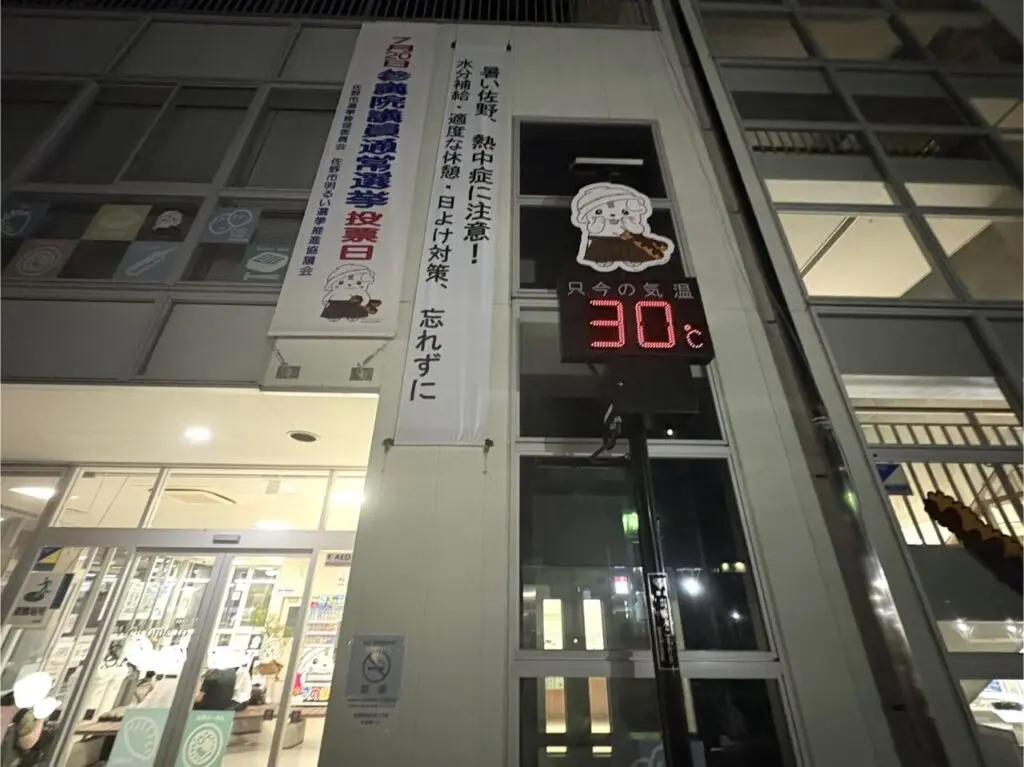 7月20日 参議院議員通常選挙 投票日
佐野市選挙管理委員会 佐野市明るい選挙推進協議会
暑い佐野、熱中症に注意！
水分補給・適度な休憩・日よけ対策、忘れずに
只今の気温
30℃
AED
Welcome to